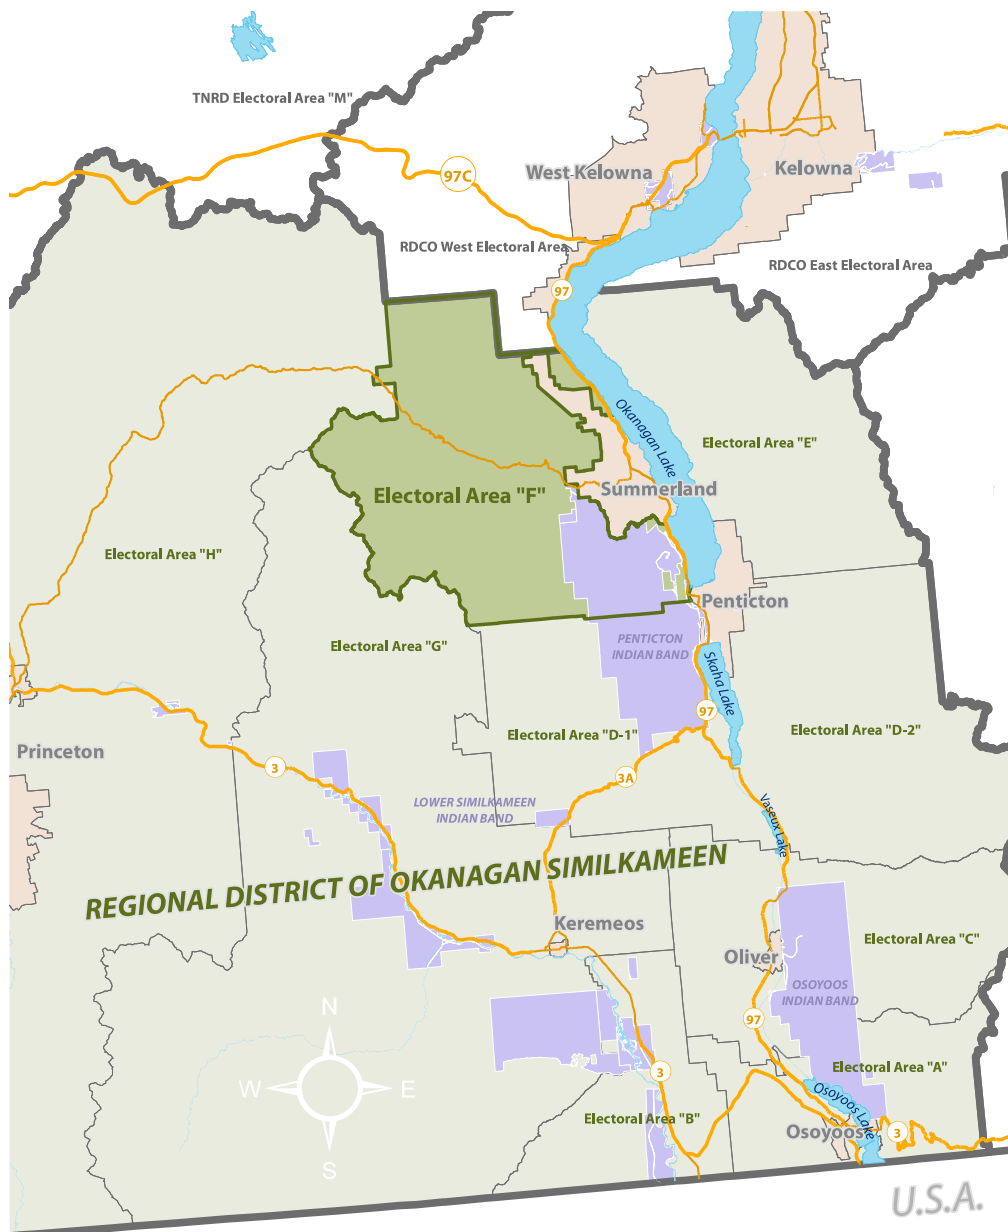 TNRD Electoral Area "M"
97C
West Kelowna
Kelowna
RDCO West Electoral Area
RDCO East Electoral Area
97
Okanagan Lake
Electoral Area "E"
Electoral Area "F"
Summerland
Electoral Area "H"
Penticton
Electoral Area "G"
PENTICTON
INDIAN BAND
Skaha Lake
97
Electoral Area "D-1"
Electoral Area "D-2"
Princeton
3
3A
LOWER SIMILKAMEEN
INDIAN BAND
Vaseux Lake
REGIONAL DISTRICT OF OKANAGAN SIMILKAMEEN
Keremeos
Oliver
Electoral Area "C"
OSOYOOS
INDIAN BAND
N
97
W
E
3
Electoral Area "A"
Osoyoos Lake
Electoral Area "B"
Osoyoos
3
S
U.S.A.